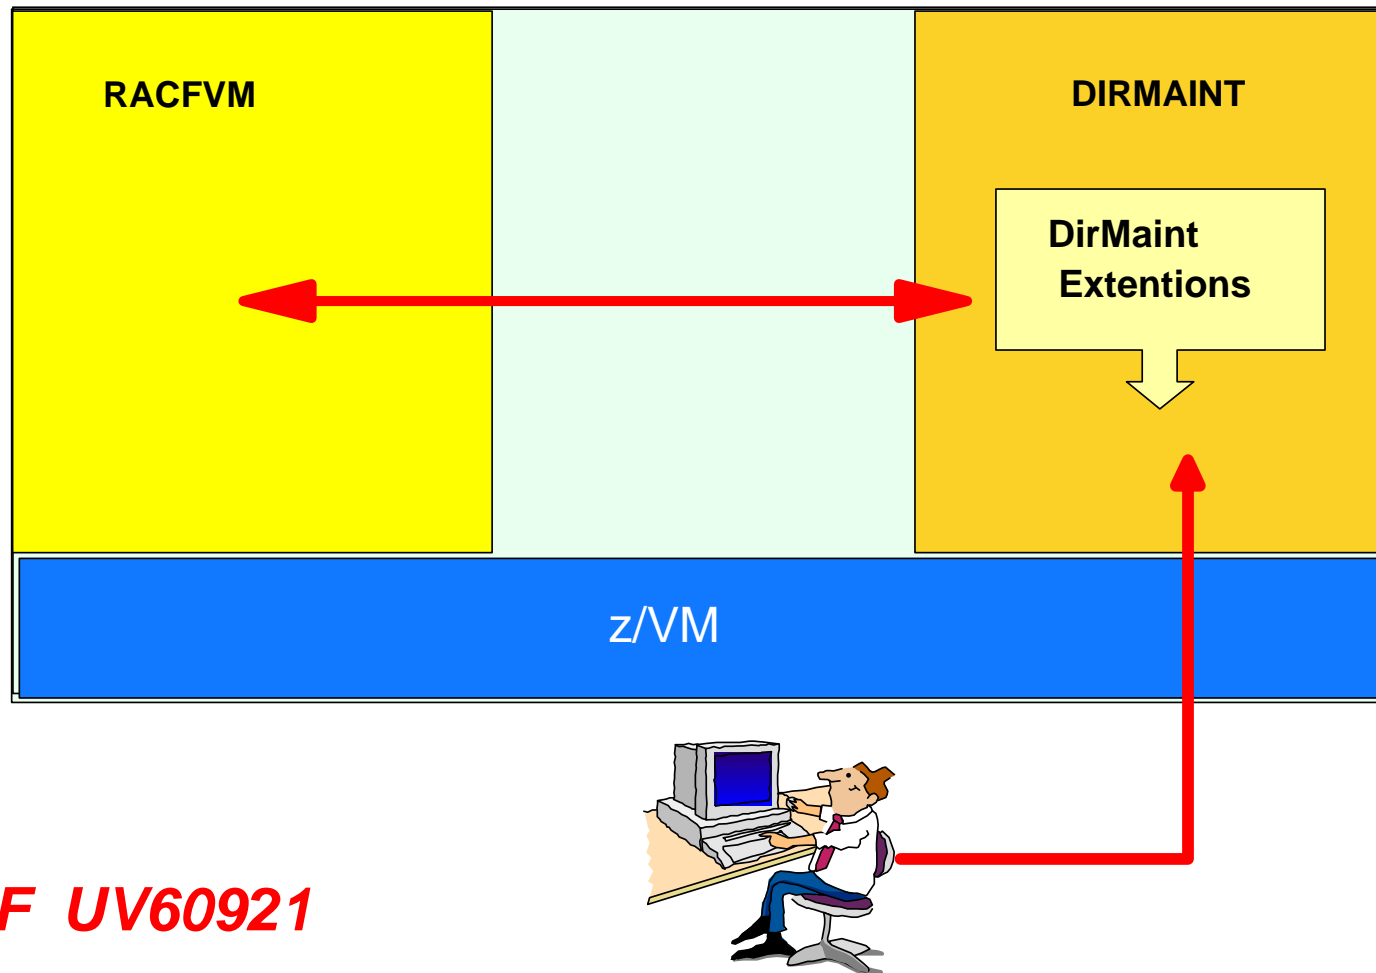 RACFVM
DIRMAINT
DirMaint
Extentions
z/VM
F UV60921